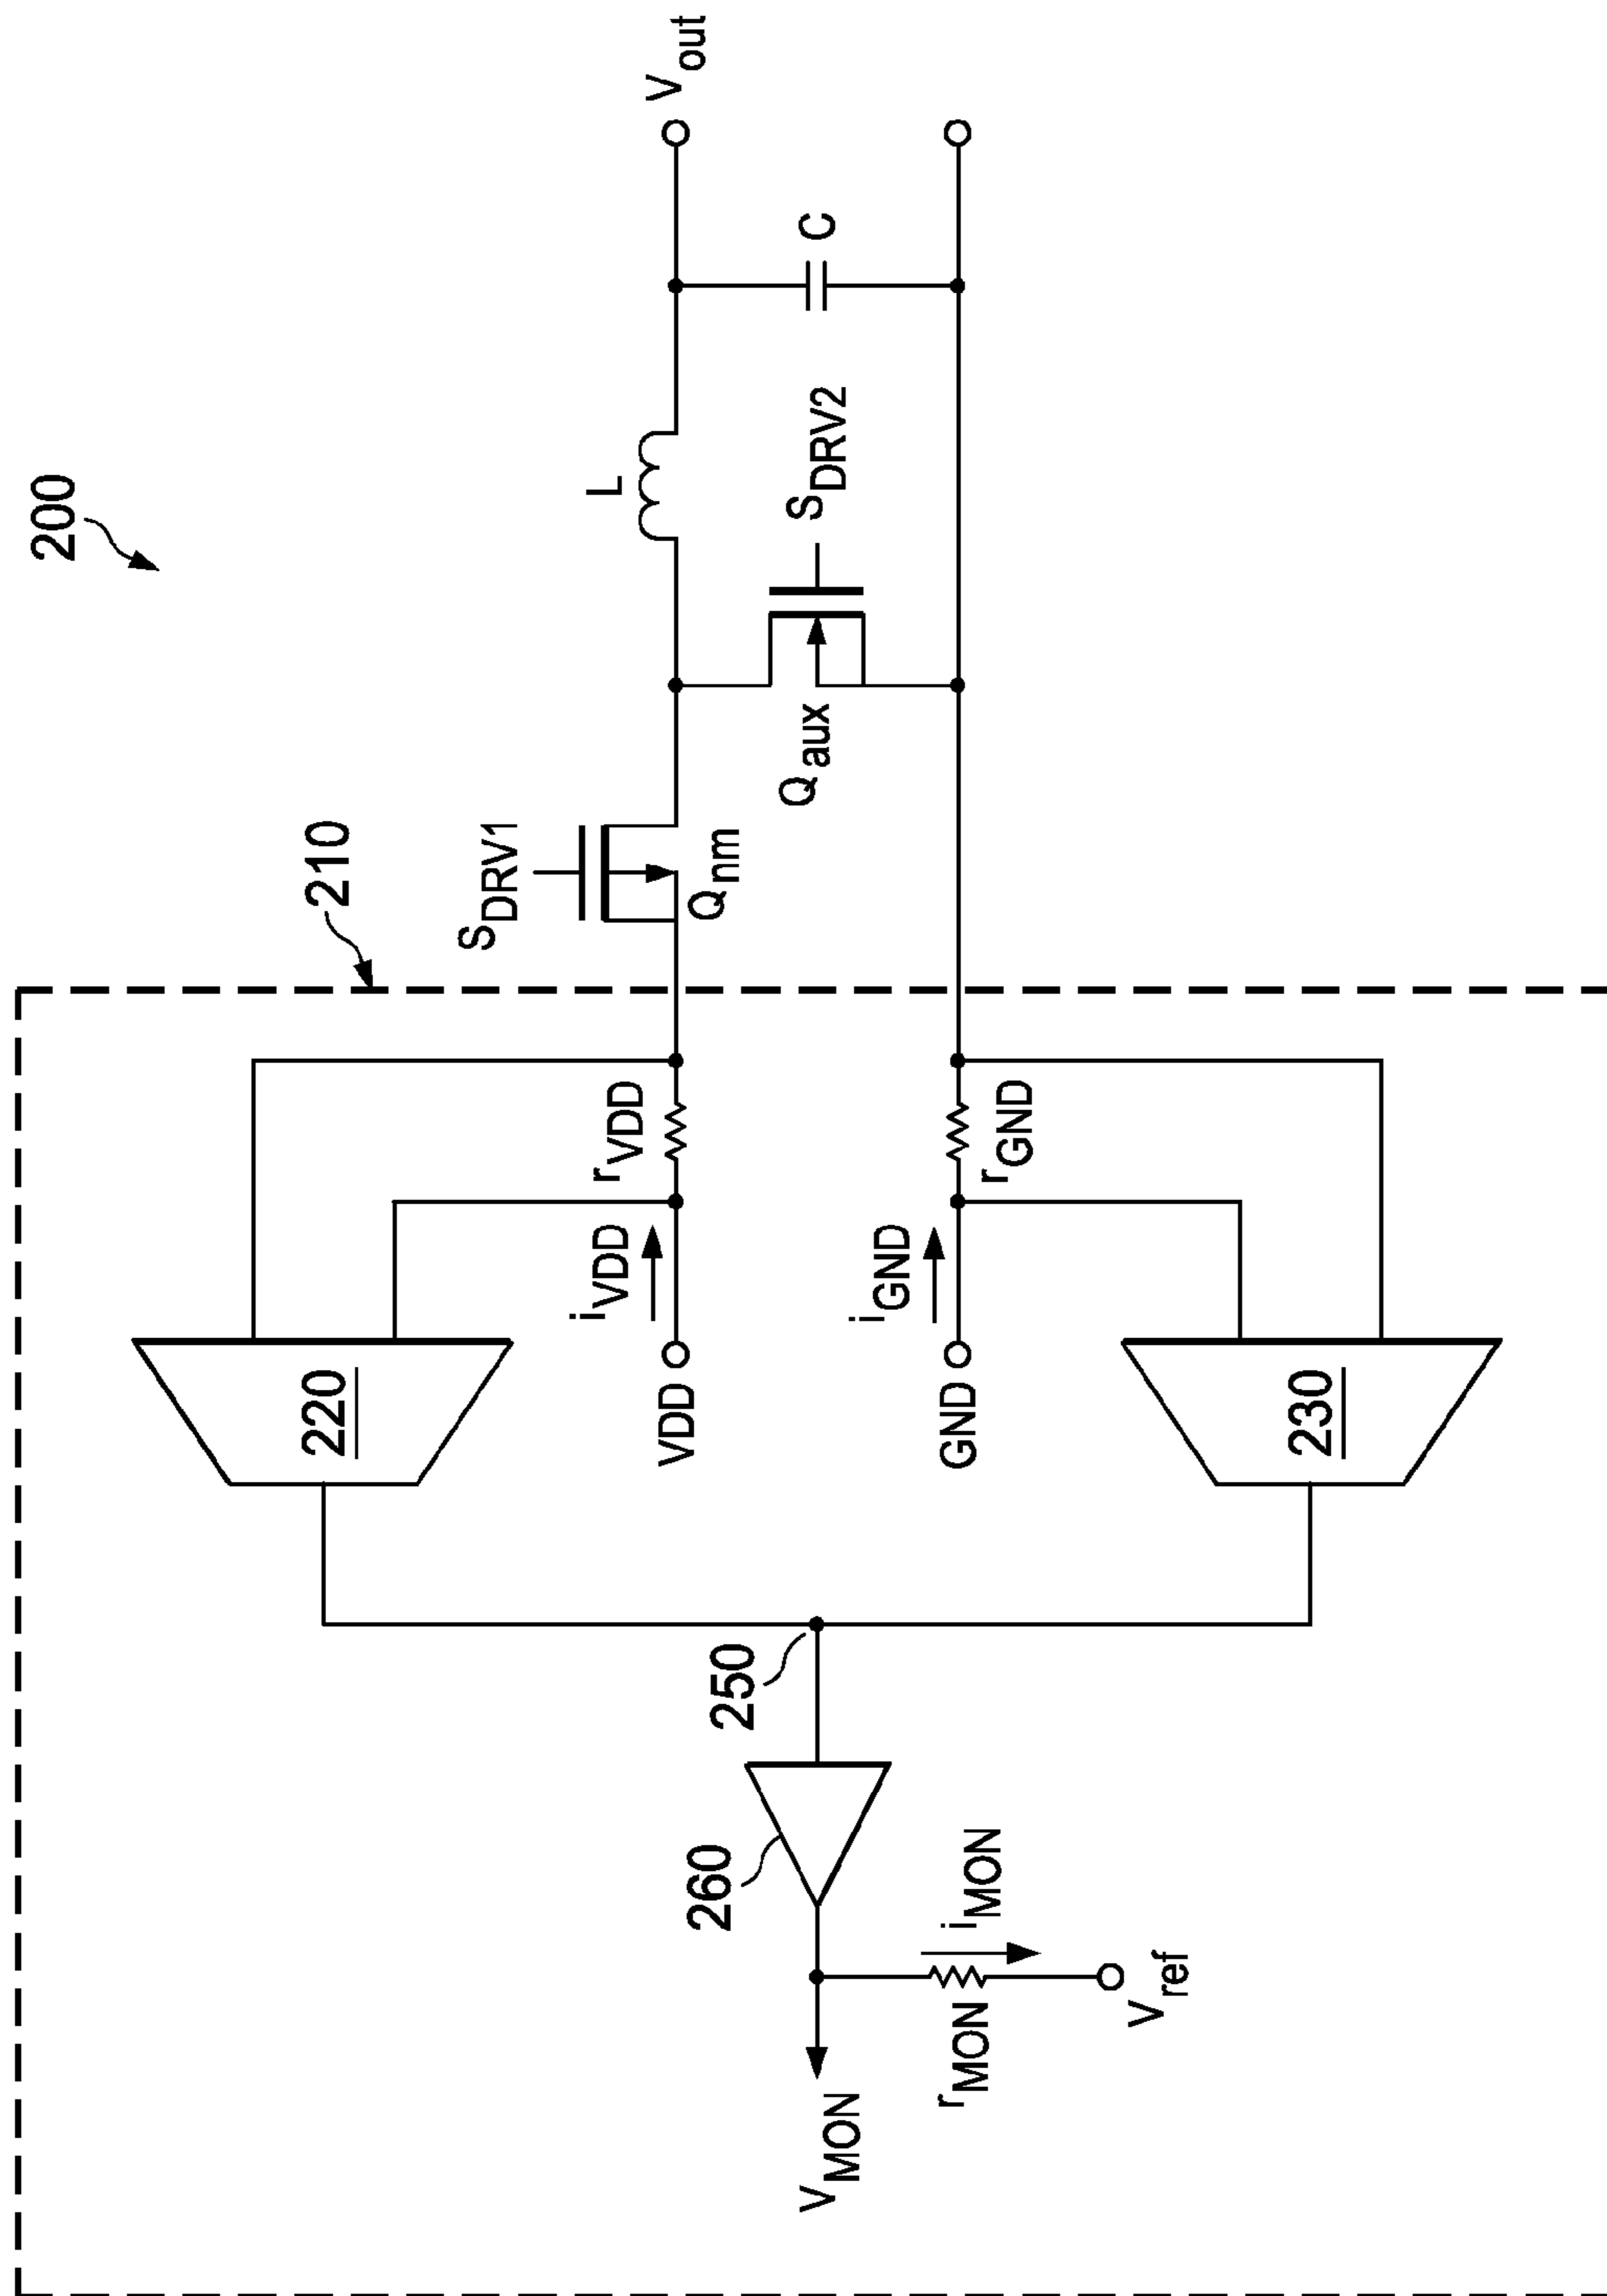 200
210
220
230
250
260
VDD
GND
iVDD
iGND
rVDD
rGND
SDRV1
Qnm
Qaux
SDRV2
L
C
Vout
VMON
rMON
iMON
Vref